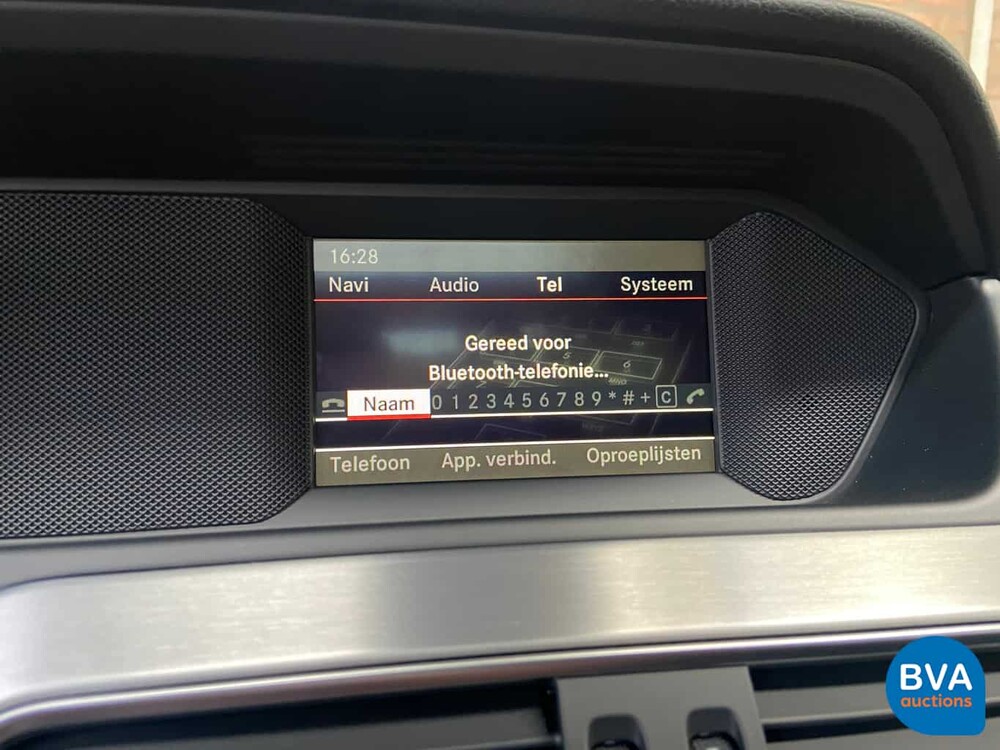 16:28
Navi Audio Tel Systeem
Gereed voor
Bluetooth-telefonie...
Naam 0 1 2 3 4 5 6 7 8 9 * # + C
Telefoon App. verbind. Oproeplijsten
BVA
auctions